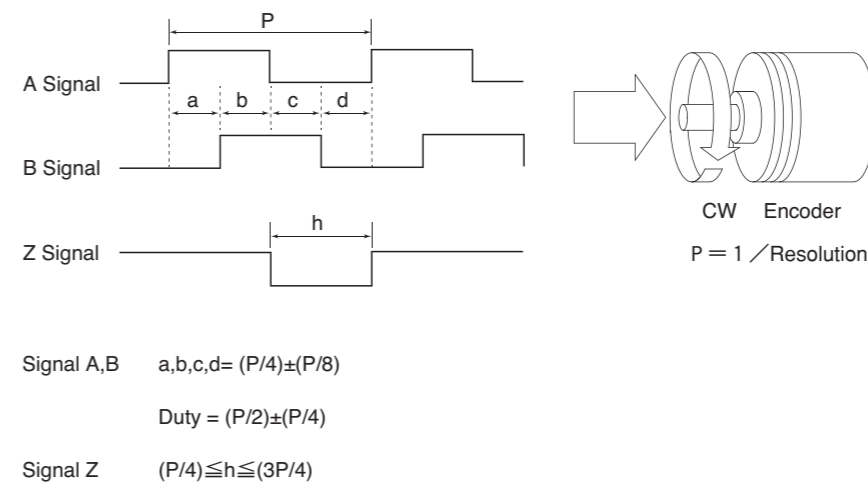 P
A Signal
a b c d
B Signal
h
Z Signal
CW Encoder
P = 1 ／Resolution
Signal A,B a,b,c,d= (P/4)±(P/8)
Duty = (P/2)±(P/4)
Signal Z (P/4)≦h≦(3P/4)